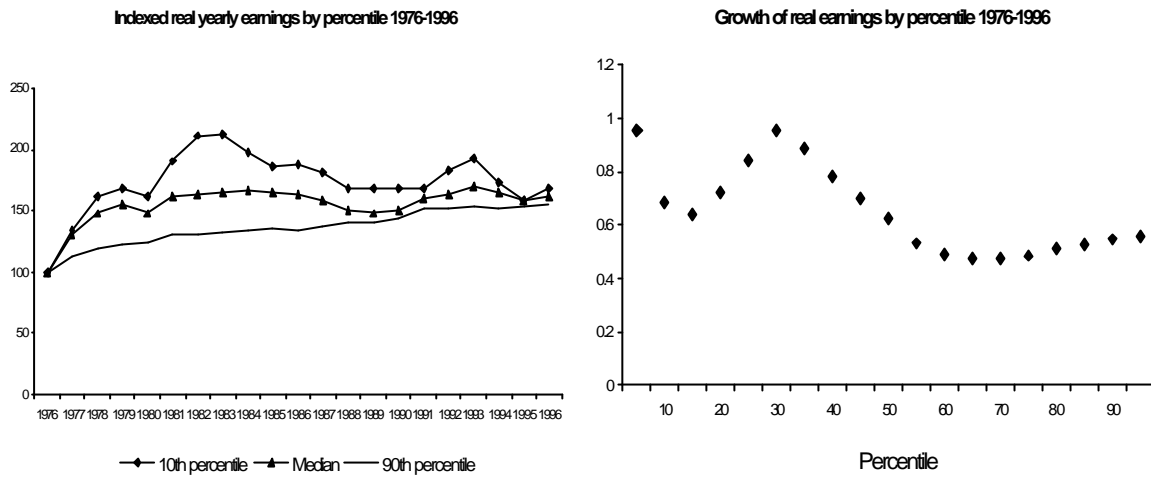 Indexed real yearly earnings by percentile 1976-1996
250
200
150
100
50
0
1976 1977 1978 1979 1980 1981 1982 1983 1984 1985 1986 1987 1988 1989 1990 1991 1992 1993 1994 1995 1996
10th percentile Median 90th percentile
Growth of real earnings by percentile 1976-1996
1.2
1
0.8
0.6
0.4
0.2
0
10 20 30 40 50 60 70 80 90
Percentile